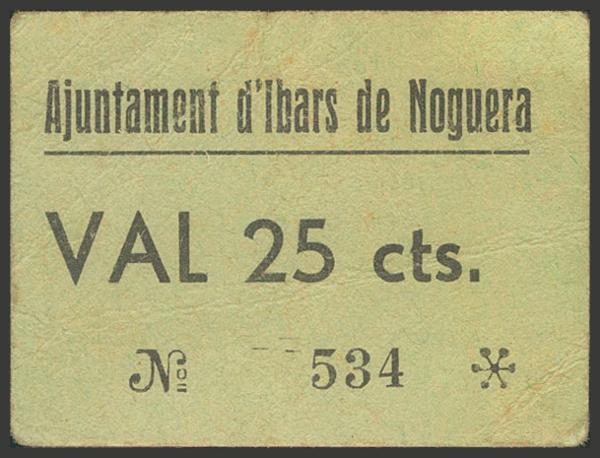 Ajuntament d'Ibars de Noguera
VAL 25 cts.
Nº 534